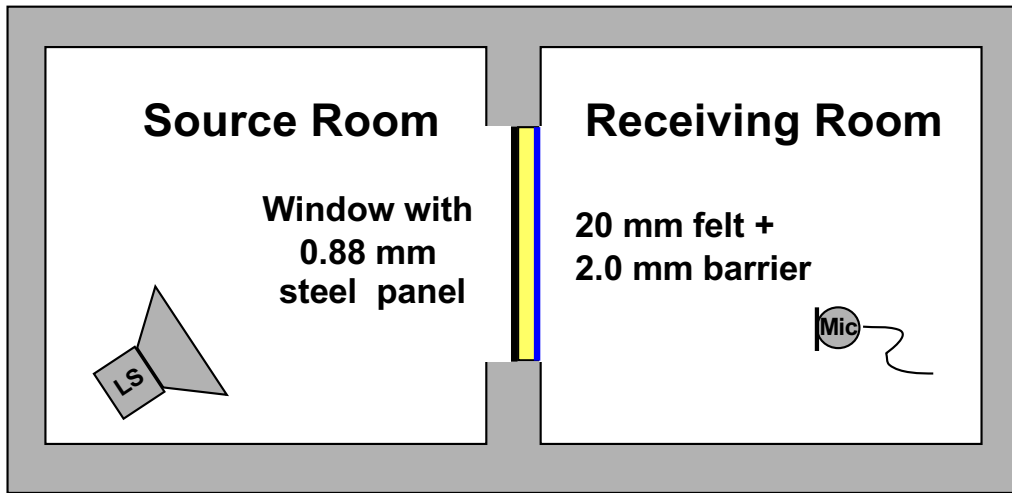 Source Room
Receiving Room
Window with
0.88 mm
steel panel
20 mm felt +
2.0 mm barrier
LS
Mic